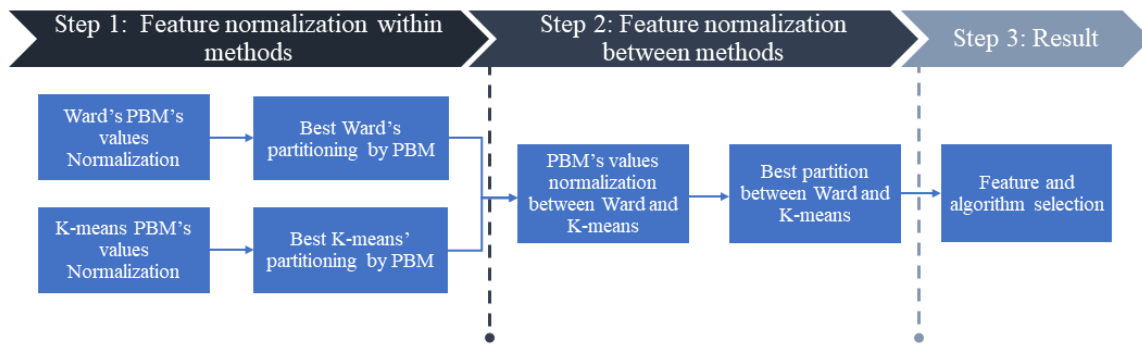 Step 1:  Feature normalization within
methods
Step 2: Feature normalization
between methods
Step 3: Result
Ward's PBM's
values
Normalization
Best Ward's
partitioning by PBM
K-means PBM's
values
Normalization
Best K-means'
partitioning by PBM
PBM's values
normalization
between Ward and
K-means
Best partition
between Ward and
K-means
Feature and
algorithm selection